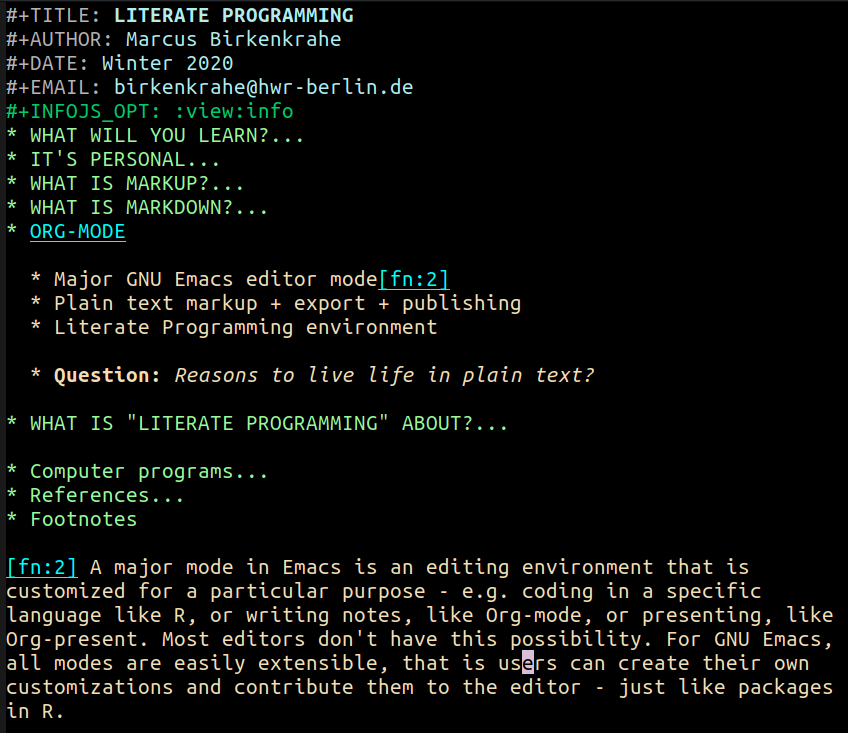 #+TITLE: LITERATE PROGRAMMING
#+AUTHOR: Marcus Birkenkrahe
#+DATE: Winter 2020
#+EMAIL: birkenkrahe@hwr-berlin.de
#+INFOJS_OPT: :view:info
* WHAT WILL YOU LEARN?...
* IT'S PERSONAL...
* WHAT IS MARKUP?...
* WHAT IS MARKDOWN?...
* ORG-MODE
* Major GNU Emacs editor mode[fn:2]
* Plain text markup + export + publishing
* Literate Programming environment
* Question: Reasons to live life in plain text?
* WHAT IS "LITERATE PROGRAMMING" ABOUT?...
* Computer programs...
* References...
* Footnotes
[fn:2] A major mode in Emacs is an editing environment that is
customized for a particular purpose - e.g. coding in a specific
language like R, or writing notes, like Org-mode, or presenting, like
Org-present. Most editors don't have this possibility. For GNU Emacs,
all modes are easily extensible, that is users can create their own
customizations and contribute them to the editor - just like packages
in R.